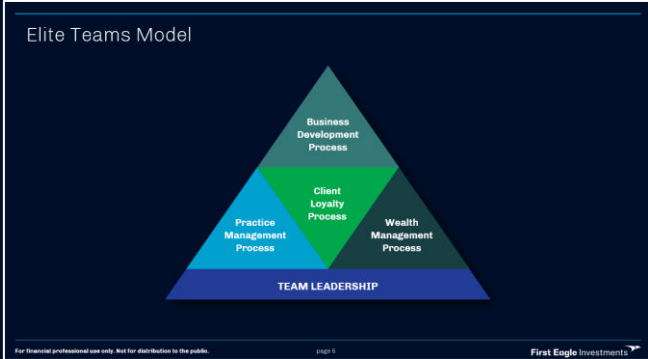 Elite Teams Model
Business
Development
Process
Client
Loyalty
Process
Practice
Management
Process
Wealth
Management
Process
TEAM LEADERSHIP
For financial professional use only. Not for distribution to the public.
page 5
First Eagle Investments